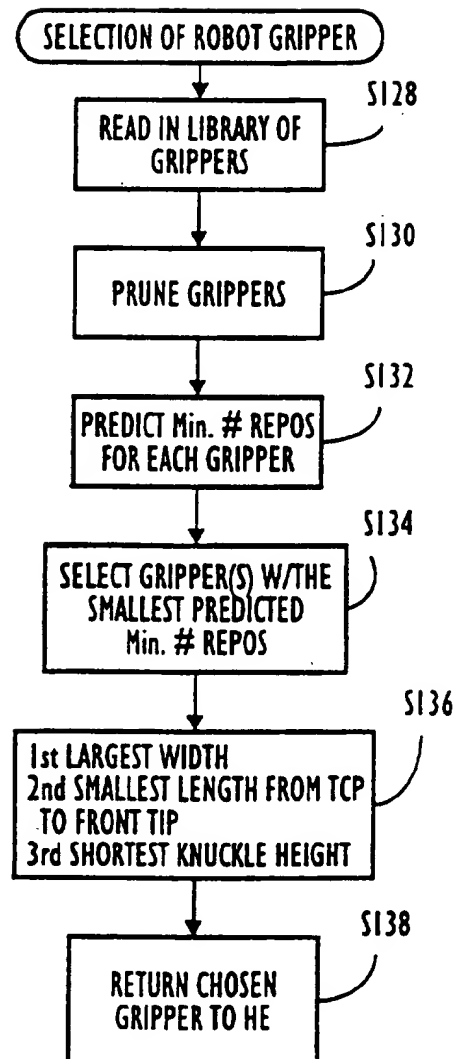 SELECTION OF ROBOT GRIPPER
S128
READ IN LIBRARY OF
GRIPPERS
S130
PRUNE GRIPPERS
S132
PREDICT Min. # REPOS
FOR EACH GRIPPER
S134
SELECT GRIPPER(S) W/THE
SMALLEST PREDICTED
Min. # REPOS
S136
1st LARGEST WIDTH
2nd SMALLEST LENGTH FROM TCP
TO FRONT TIP
3rd SHORTEST KNUCKLE HEIGHT
S138
RETURN CHOSEN
GRIPPER TO HE